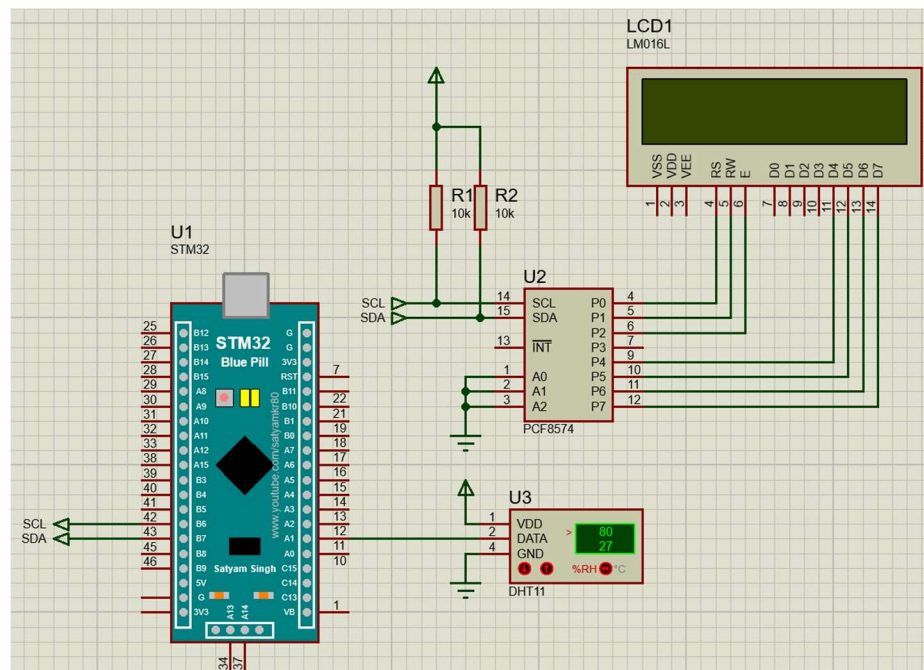 LCD1
LM016L
VSS
VDD
VEE
RS
RW
E
D0
D1
D2
D3
D4
D5
D6
D7
1
2
3
4
5
6
7
8
9
10
11
12
13
14
R1
10k
R2
10k
U1
STM32
STM32
Blue Pill
www.youtube.com/satyamkr80
Satyam Singh
25 B12
26 B13
27 B14
28 B15
29 A8
30 A9
31 A10
32 A11
33 A12
38 A15
39 B3
40 B4
41 B5
42 B6
43 B7
45 B8
46 B9
5V
G
3V3
G
G
3V3
RST 7
B11 22
B10 21
B1 19
B0 18
A7 17
A6 16
A5 15
A4 14
A3 13
A2 12
A1 11
A0 10
C15
C14
C13
VB 1
A13
A14
34
37
SCL
SDA
SCL
SDA
U2
14 SCL
15 SDA
13 INT
1 A0
2 A1
3 A2
P0 4
P1 5
P2 6
P3 7
P4 9
P5 10
P6 11
P7 12
PCF8574
U3
1 VDD
2 DATA
4 GND
>
80
27
%RH
°C
DHT11